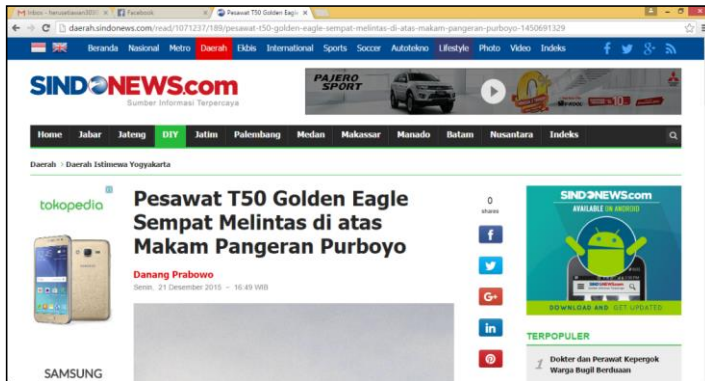 Facebook
Pesawat T50 Golden Eagle
daerah.sindonews.com/read/1071237/189/pesawat-t50-golden-eagle-sempat-melintas-di-atas-makam-pangeran-purboyo-1450691329
Beranda Nasional Metro Daerah Ekbis International Sports Soccer Autotekno Lifestyle Photo Video Indeks
SINDONEWS.com
Sumber Informasi Terpercaya
PAJERO
SPORT
Home Jabar Jateng DIY Jatim Palembang Medan Makassar Manado Batam Nusantara Indeks
Daerah Daerah Istimewa Yogyakarta
tokopedia
Pesawat T50 Golden Eagle
Sempat Melintas di atas
Makam Pangeran Purboyo
Danang Prabowo
Senin, 21 Desember 2015 - 16:49 WIB
0
shares
G+
in
SINDONEWS.com
AVAILABLE ON ANDROID
DOWNLOAD AND GET UPDATED
TERPOPULER
1 Dokter dan Perawat Kepergok
Warga Bugil Berduaan
SAMSUNG